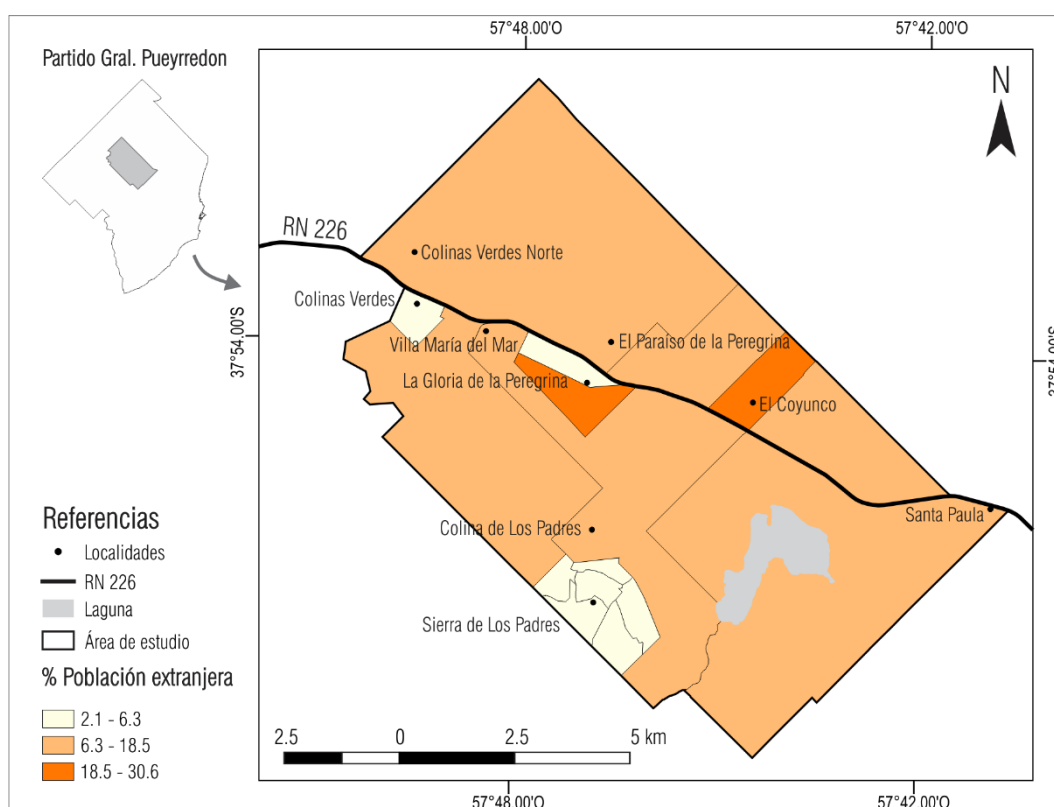 57°48.00'O
57°42.00'O
Partido Gral. Pueyrredon
N
RN 226
Colinas Verdes Norte
Colinas Verdes
37°54.00'S
Villa María del Mar
El Paraíso de la Peregrina
La Gloria de la Peregrina
El Coyunco
37°54.00'S
Santa Paula
Colina de Los Padres
Sierra de Los Padres
Referencias
Localidades
RN 226
Laguna
Área de estudio
% Población extranjera
2.1 - 6.3
6.3 - 18.5
18.5 - 30.6
2.5 0 2.5 5 km
57°48.00'O
57°42.00'O